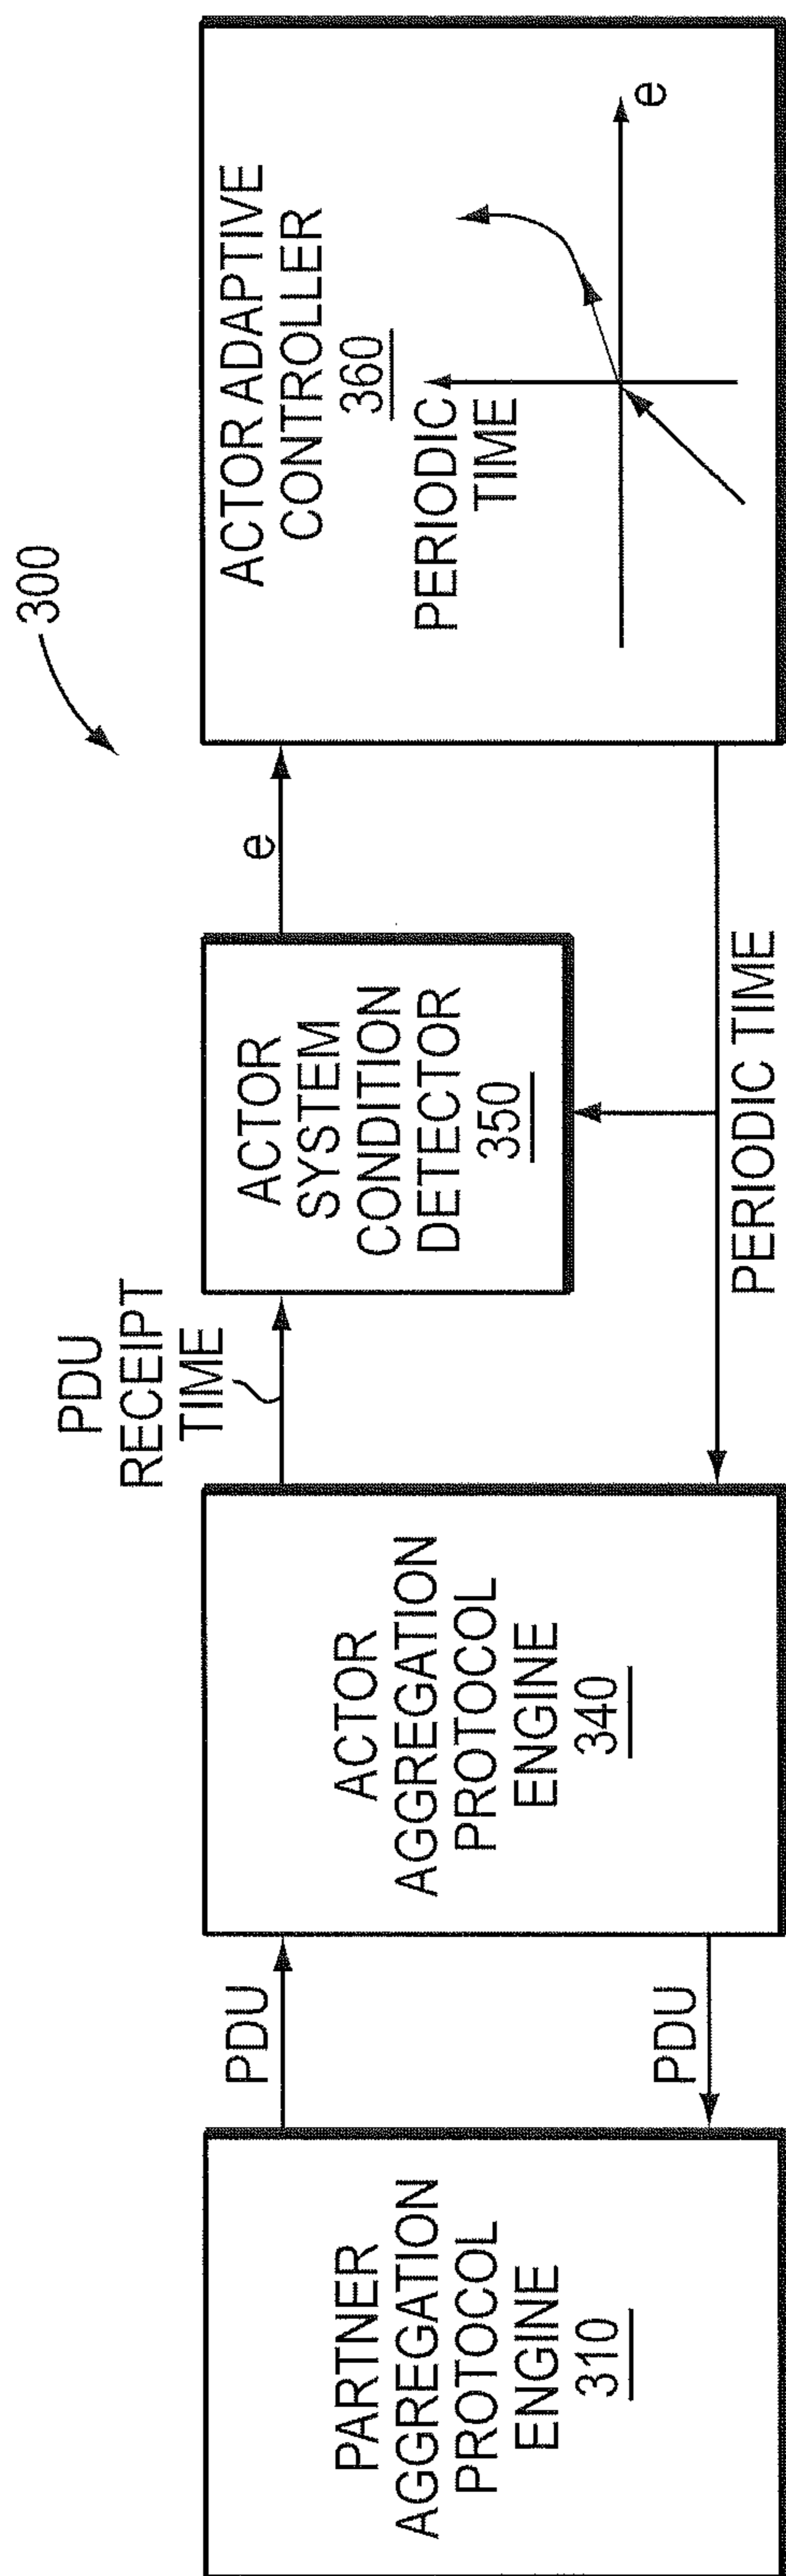 300
PARTNER
AGGREGATION
PROTOCOL
ENGINE
310
PDU
PDU
ACTOR
AGGREGATION
PROTOCOL
ENGINE
340
PDU
RECEIPT
TIME
ACTOR
SYSTEM
CONDITION
DETECTOR
350
e
PERIODIC TIME
ACTOR ADAPTIVE
CONTROLLER
360
PERIODIC
TIME
e